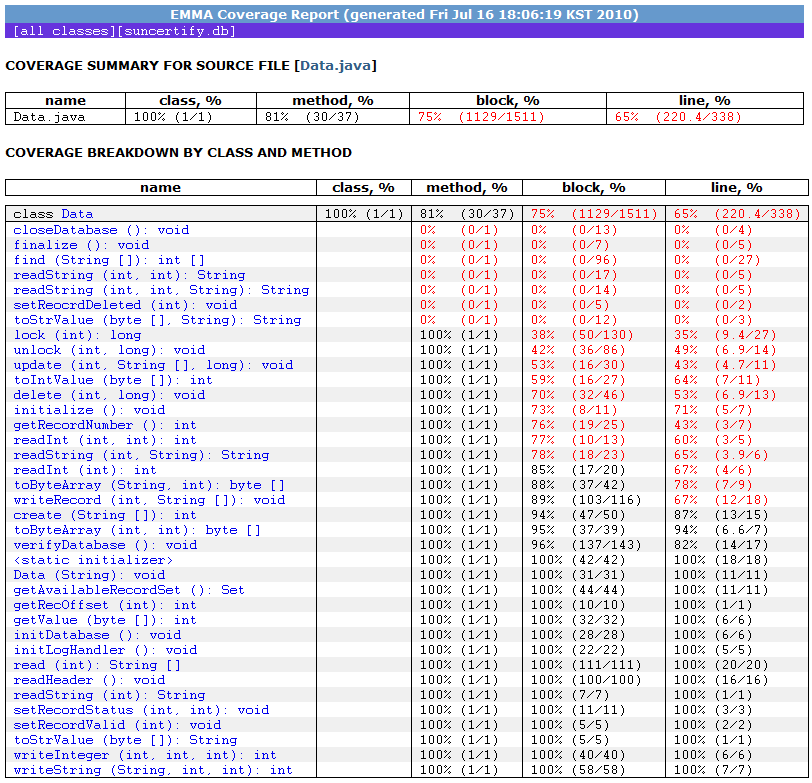 EMMA Coverage Report (generated Fri Jul 16 18:06:19 KST 2010)
[all classes][suncertify.db]
COVERAGE SUMMARY FOR SOURCE FILE [Data.java]
name class, % method, % block, % line, %
Data.java 100% (1/1) 81% (30/37) 75% (1129/1511) 65% (220.4/338)
COVERAGE BREAKDOWN BY CLASS AND METHOD
name class, % method, % block, % line, %
class Data 100% (1/1) 81% (30/37) 75% (1129/1511) 65% (220.4/338)
closeDatabase (): void 0% (0/1) 0% (0/13) 0% (0/4)
finalize (): void 0% (0/1) 0% (0/7) 0% (0/5)
find (String []): int [] 0% (0/1) 0% (0/96) 0% (0/27)
readString (int, int): String 0% (0/1) 0% (0/17) 0% (0/5)
readString (int, int, String): String 0% (0/1) 0% (0/14) 0% (0/5)
setReocrdDeleted (int): void 0% (0/1) 0% (0/5) 0% (0/2)
toStrValue (byte [], String): String 0% (0/1) 0% (0/12) 0% (0/3)
lock (int): long 100% (1/1) 38% (50/130) 35% (9.4/27)
unlock (int, long): void 100% (1/1) 42% (36/86) 49% (6.9/14)
update (int, String [], long): void 100% (1/1) 53% (16/30) 43% (4.7/11)
toIntValue (byte []): int 100% (1/1) 59% (16/27) 64% (7/11)
delete (int, long): void 100% (1/1) 70% (32/46) 53% (6.9/13)
initialize (): void 100% (1/1) 73% (8/11) 71% (5/7)
getRecordNumber (): int 100% (1/1) 76% (19/25) 43% (3/7)
readInt (int, int): int 100% (1/1) 77% (10/13) 60% (3/5)
readString (int, String): String 100% (1/1) 78% (18/23) 65% (3.9/6)
readInt (int): int 100% (1/1) 85% (17/20) 67% (4/6)
toByteArray (String, int): byte [] 100% (1/1) 88% (37/42) 78% (7/9)
writeRecord (int, String []): void 100% (1/1) 89% (103/116) 67% (12/18)
create (String []): int 100% (1/1) 94% (47/50) 87% (13/15)
toByteArray (int, int): byte [] 100% (1/1) 95% (37/39) 94% (6.6/7)
verifyDatabase (): void 100% (1/1) 96% (137/143) 82% (14/17)
<static initializer> 100% (1/1) 100% (42/42) 100% (18/18)
Data (String): void 100% (1/1) 100% (31/31) 100% (11/11)
getAvailableRecordSet (): Set 100% (1/1) 100% (44/44) 100% (11/11)
getRecOffset (int): int 100% (1/1) 100% (10/10) 100% (1/1)
getValue (byte []): int 100% (1/1) 100% (32/32) 100% (6/6)
initDatabase (): void 100% (1/1) 100% (28/28) 100% (6/6)
initLogHandler (): void 100% (1/1) 100% (22/22) 100% (5/5)
read (int): String [] 100% (1/1) 100% (111/111) 100% (20/20)
readHeader (): void 100% (1/1) 100% (100/100) 100% (16/16)
readString (int): String 100% (1/1) 100% (7/7) 100% (1/1)
setRecordStatus (int, int): void 100% (1/1) 100% (11/11) 100% (3/3)
setRecordValid (int): void 100% (1/1) 100% (5/5) 100% (2/2)
toStrValue (byte []): String 100% (1/1) 100% (5/5) 100% (1/1)
writeInteger (int, int, int): int 100% (1/1) 100% (40/40) 100% (6/6)
writeString (String, int, int): int 100% (1/1) 100% (58/58) 100% (7/7)